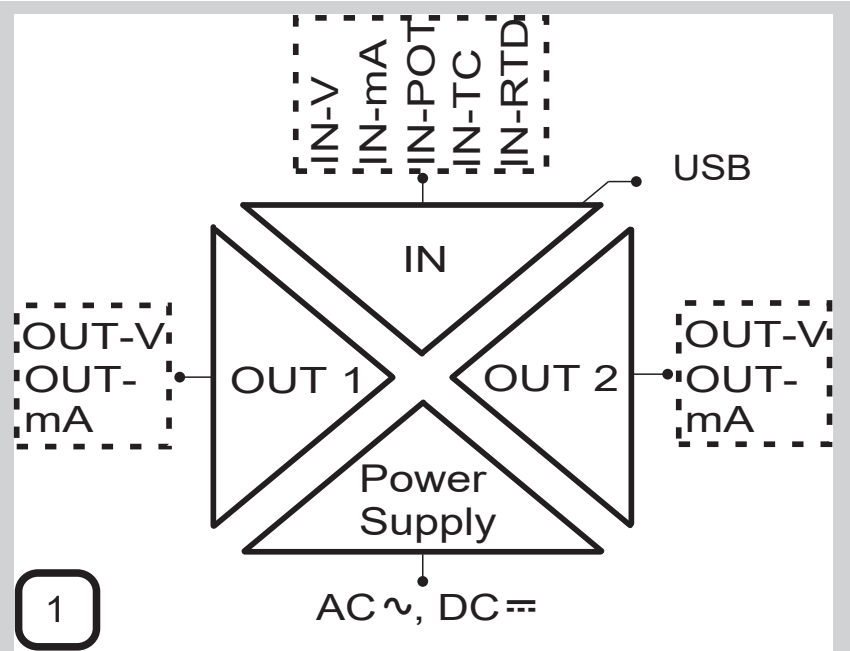 IN-V
IN-mA
IN-POT
IN-TC
IN-RTD
USB
IN
OUT-V
OUT-
mA
OUT 1
OUT 2
OUT-V
OUT-
mA
Power
Supply
AC∿, DC⎓
1